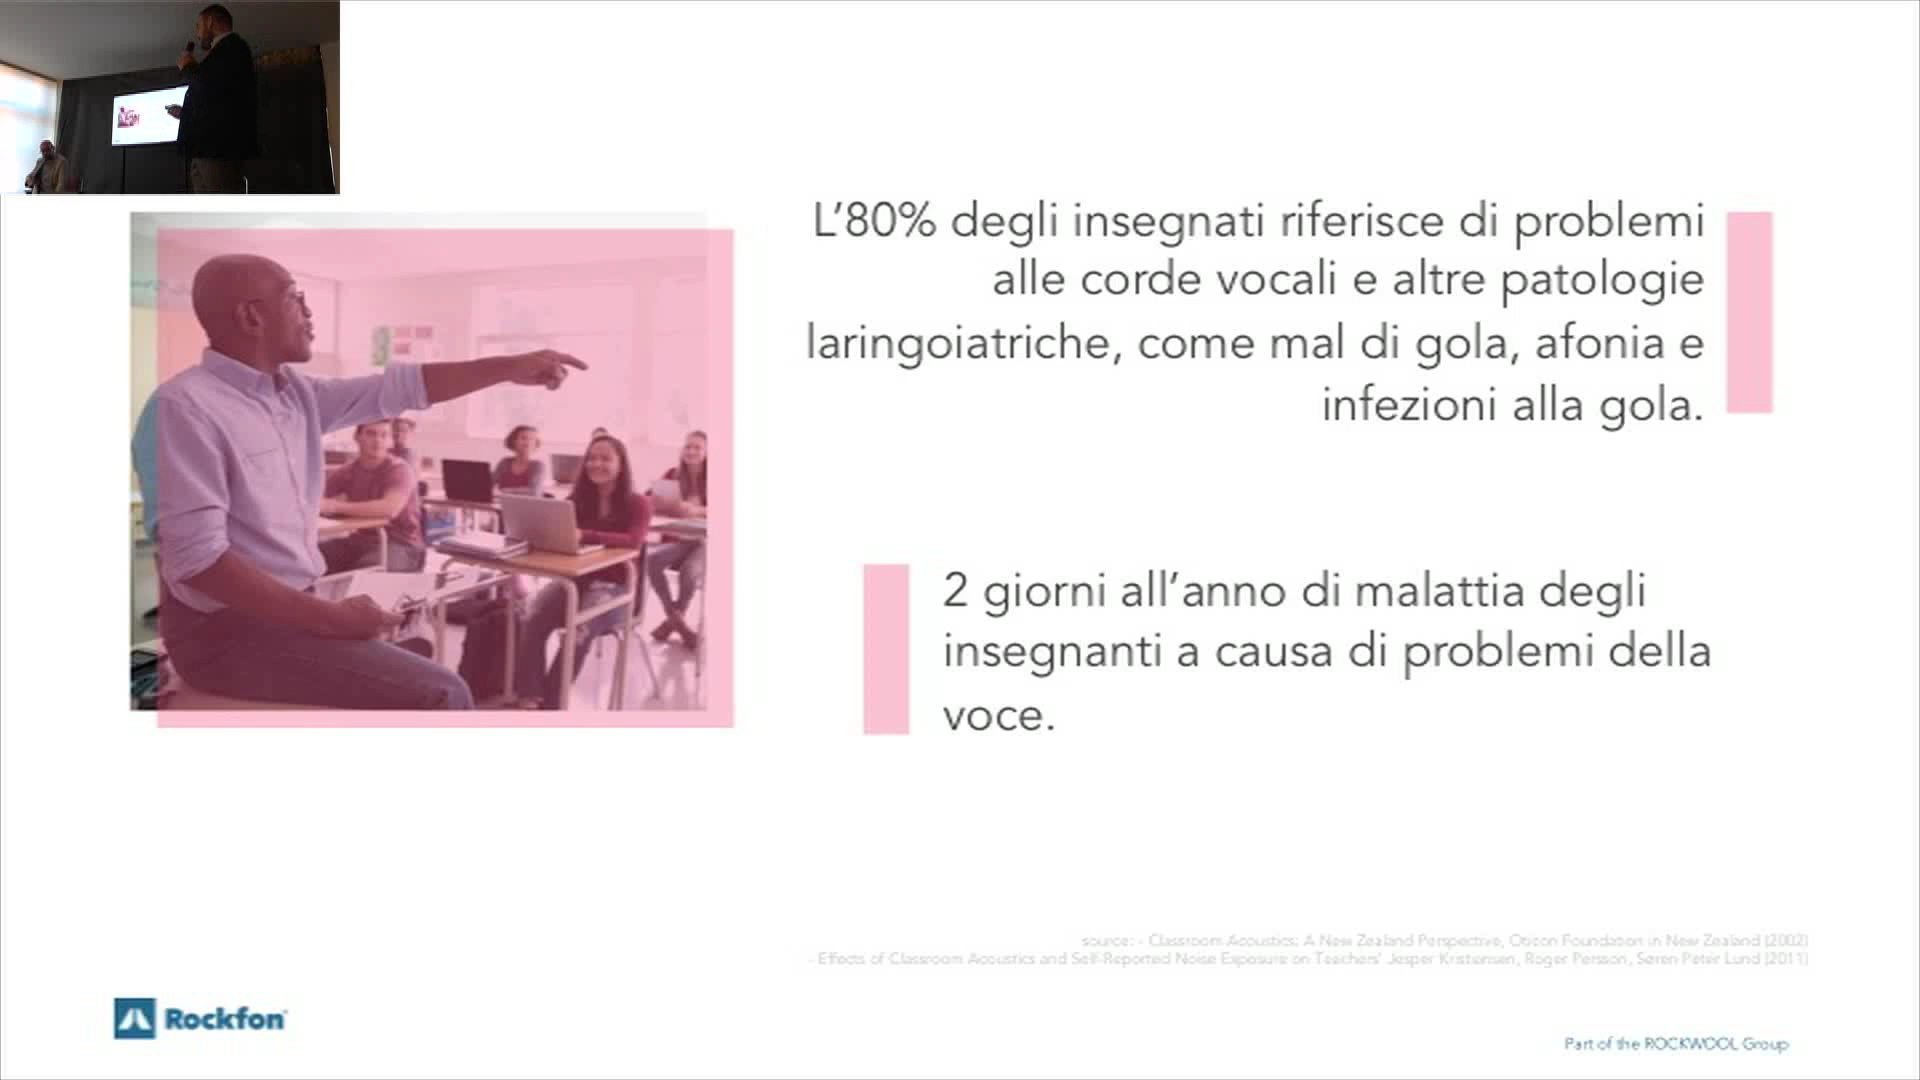 L'80% degli insegnati riferisce di problemi
alle corde vocali e altre patologie
laringoiatriche, come mal di gola, afonia e
infezioni alla gola.
2 giorni all'anno di malattia degli
insegnanti a causa di problemi della
voce.
source: - Classroom Acoustics: A New Zealand Perspective, Oticon Foundation in New Zealand (2002)
- Effects of Classroom Acoustics and Self-Reported Noise Exposure on Teachers' Jesper Kristiansen, Roger Persson, Søren Peter Lund (2011)
Rockfon
Part of the ROCKWOOL Group